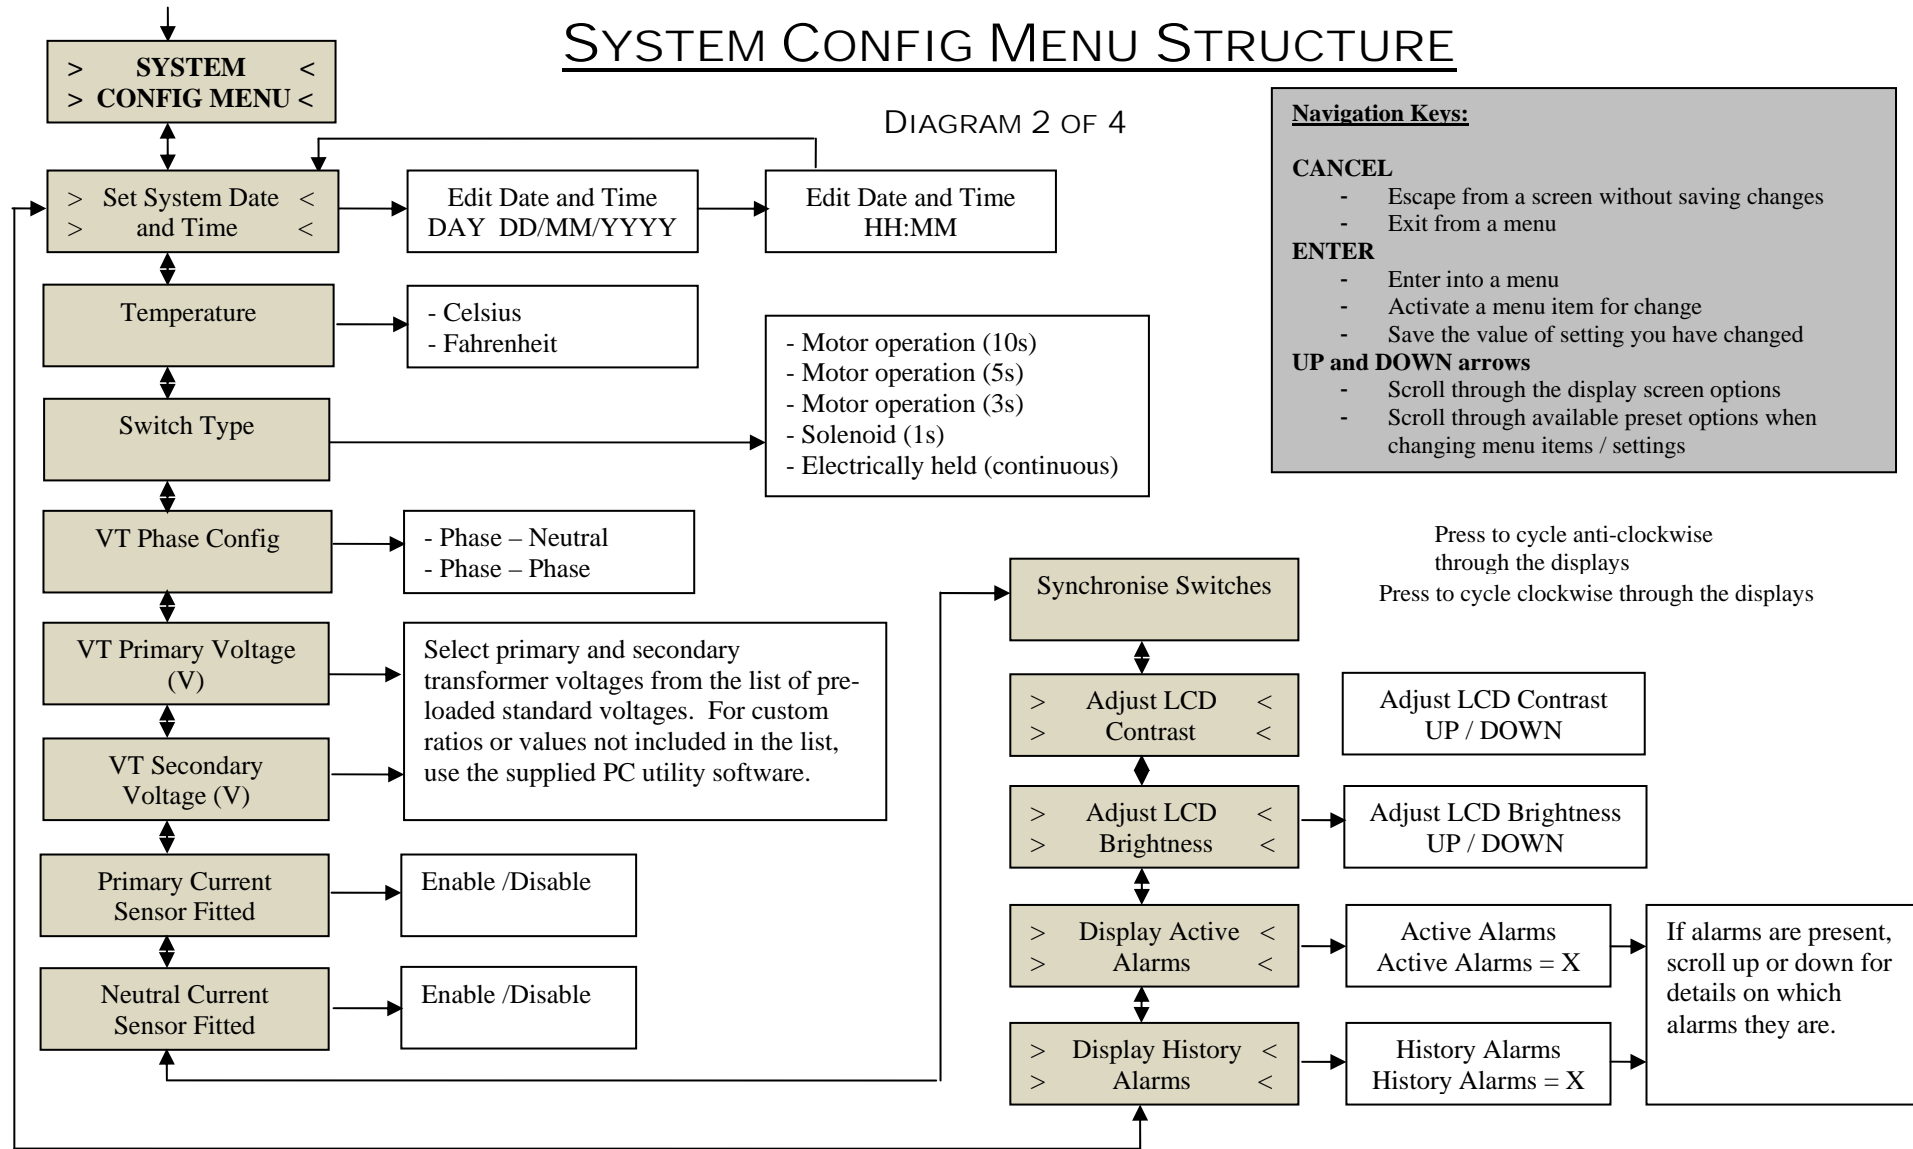 SYSTEM CONFIG MENU STRUCTURE
DIAGRAM 2 OF 4
> SYSTEM <
> CONFIG MENU <
> Set System Date <
> and Time <
Edit Date and Time
DAY DD/MM/YYYY
Edit Date and Time
HH:MM
Temperature
- Celsius
- Fahrenheit
Switch Type
- Motor operation (10s)
- Motor operation (5s)
- Motor operation (3s)
- Solenoid (1s)
- Electrically held (continuous)
VT Phase Config
- Phase – Neutral
- Phase – Phase
VT Primary Voltage
(V)
VT Secondary
Voltage (V)
Select primary and secondary
transformer voltages from the list of pre-
loaded standard voltages. For custom
ratios or values not included in the list,
use the supplied PC utility software.
Primary Current
Sensor Fitted
Enable /Disable
Neutral Current
Sensor Fitted
Enable /Disable
Navigation Keys:
CANCEL
- Escape from a screen without saving changes
- Exit from a menu
ENTER
- Enter into a menu
- Activate a menu item for change
- Save the value of setting you have changed
UP and DOWN arrows
- Scroll through the display screen options
- Scroll through available preset options when
changing menu items / settings
Press to cycle anti-clockwise
through the displays
Press to cycle clockwise through the displays
Synchronise Switches
> Adjust LCD <
> Contrast <
Adjust LCD Contrast
UP / DOWN
> Adjust LCD <
> Brightness <
Adjust LCD Brightness
UP / DOWN
> Display Active <
> Alarms <
Active Alarms
Active Alarms = X
> Display History <
> Alarms <
History Alarms
History Alarms = X
If alarms are present,
scroll up or down for
details on which
alarms they are.